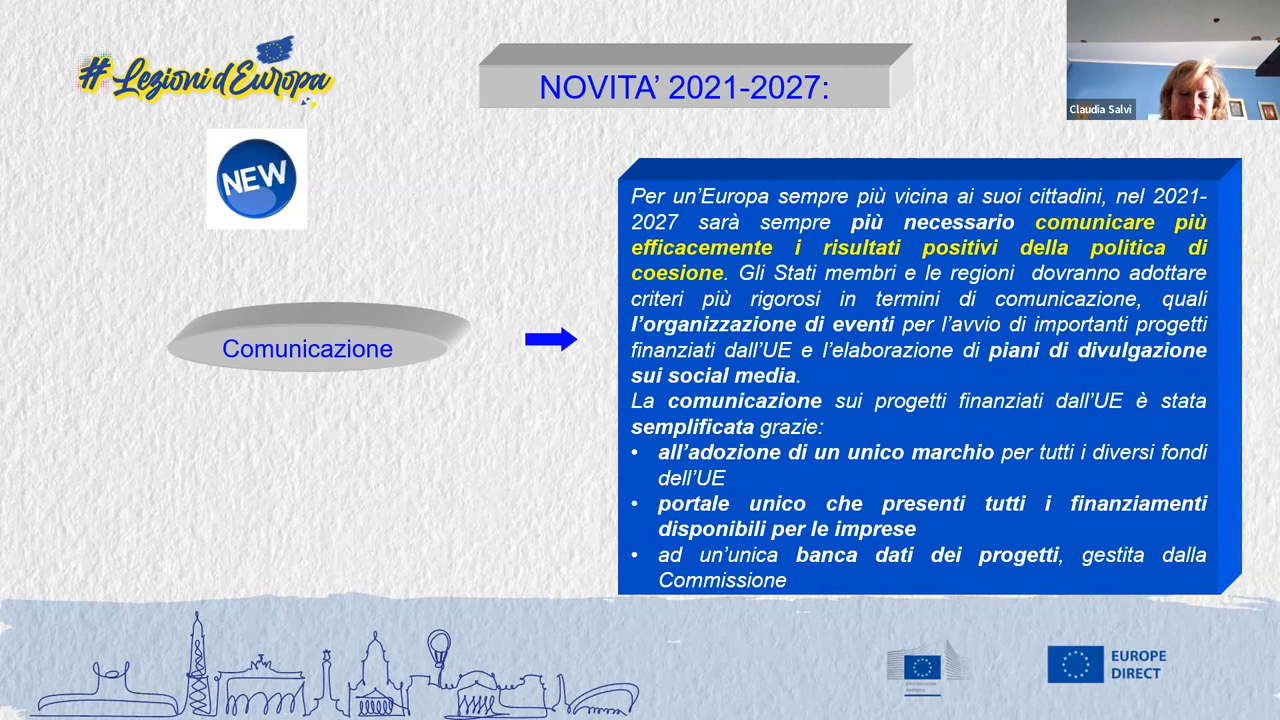 #LezionidEuropa
NOVITA’ 2021-2027:
Claudia Salvi
NEW
Per un’Europa sempre più vicina ai suoi cittadini, nel 2021-
2027 sarà sempre più necessario comunicare più
efficacemente i risultati positivi della politica di
coesione. Gli Stati membri e le regioni dovranno adottare
criteri più rigorosi in termini di comunicazione, quali
l’organizzazione di eventi per l’avvio di importanti progetti
finanziati dall’UE e l’elaborazione di piani di divulgazione
sui social media.
La comunicazione sui progetti finanziati dall’UE è stata
semplificata grazie:
• all’adozione di un unico marchio per tutti i diversi fondi
dell’UE
• portale unico che presenti tutti i finanziamenti
disponibili per le imprese
• ad un’unica banca dati dei progetti, gestita dalla
Commissione
Comunicazione
EUROPE
DIRECT